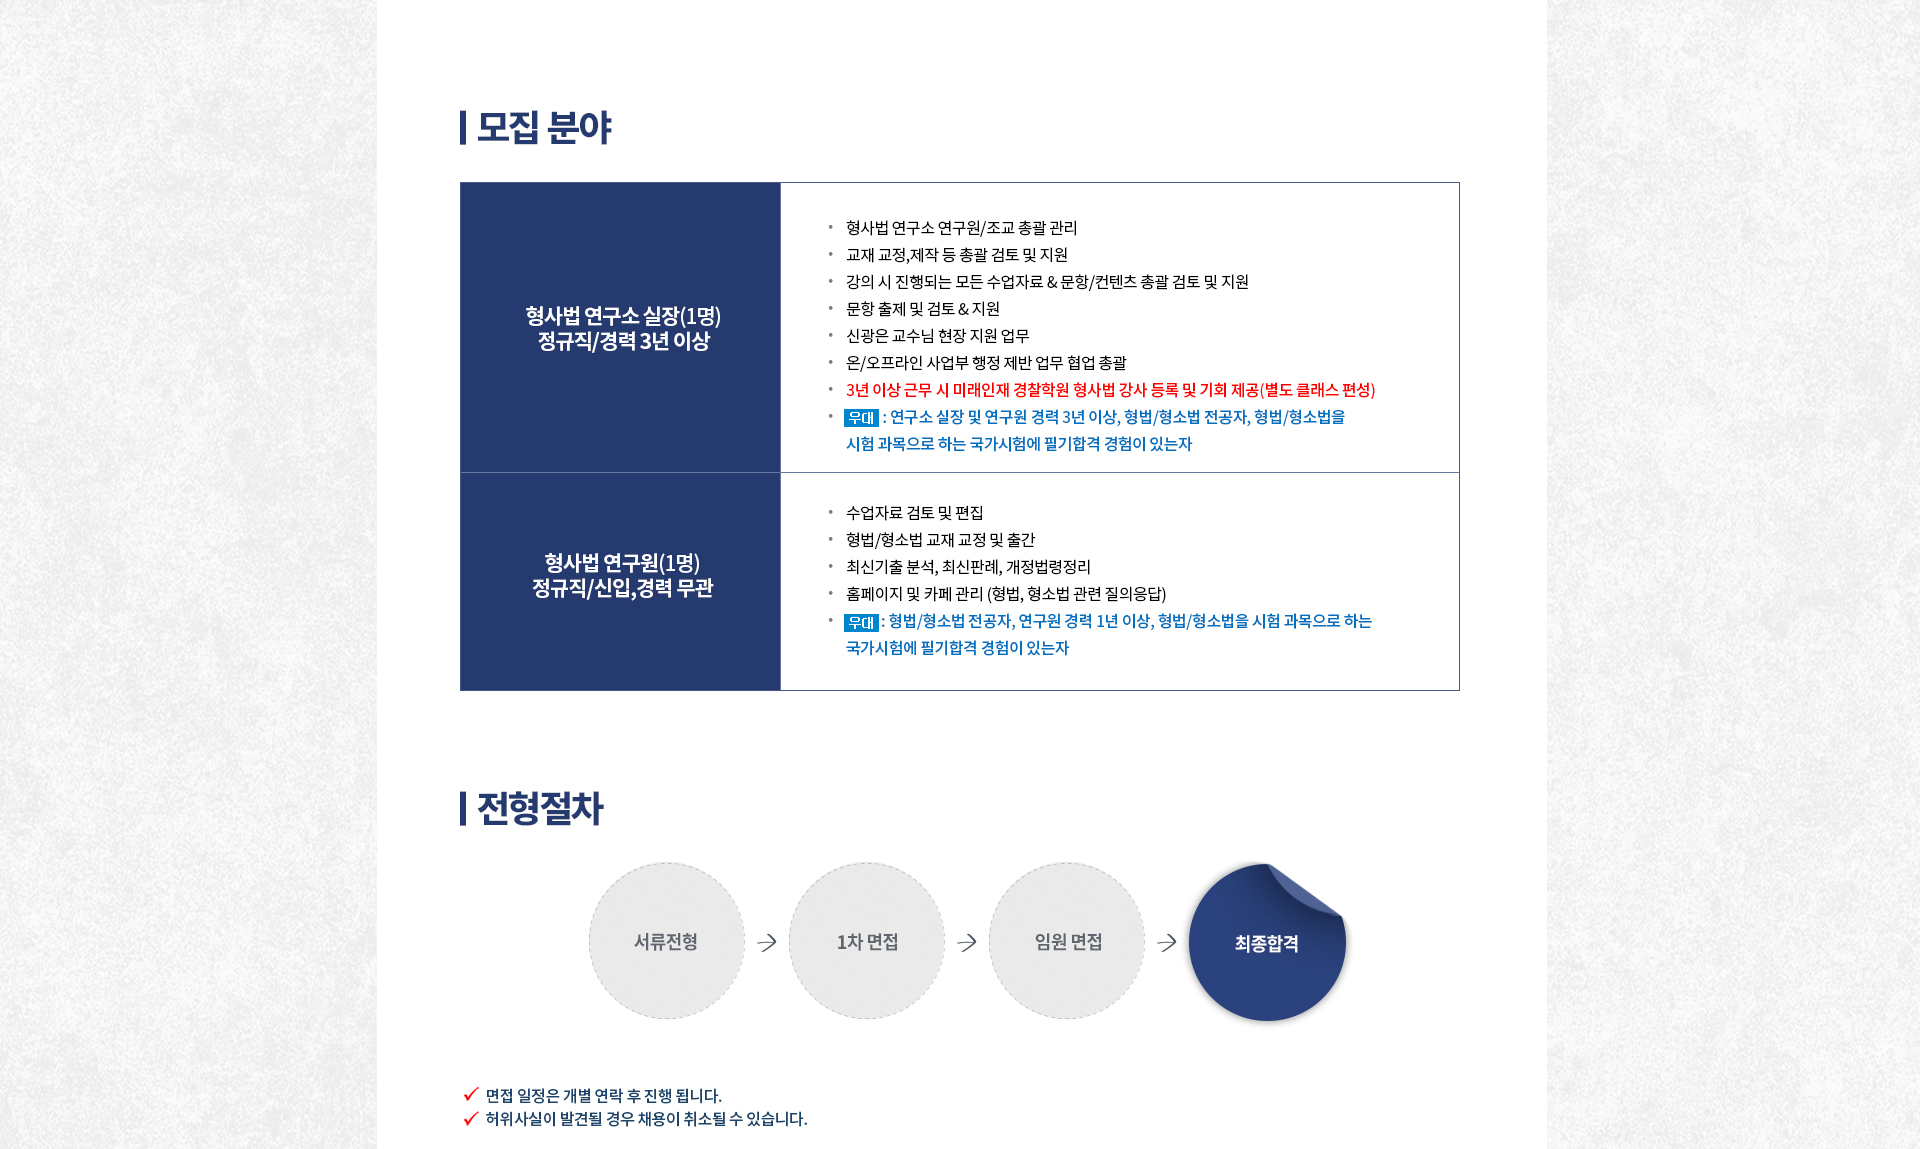 모집 분야
형사법 연구소 실장(1명)
정규직/경력 3년 이상
• 형사법 연구소 연구원/조교 총괄 관리
• 교재 교정,제작 등 총괄 검토 및 지원
• 강의 시 진행되는 모든 수업자료 & 문항/컨텐츠 총괄 검토 및 지원
• 문항 출제 및 검토 & 지원
• 신광은 교수님 현장 지원 업무
• 온/오프라인 사업부 행정 제반 업무 협업 총괄
• 3년 이상 근무 시 미래인재 경찰학원 형사법 강사 등록 및 기회 제공(별도 클래스 편성)
• 우대 : 연구소 실장 및 연구원 경력 3년 이상, 형법/형소법 전공자, 형법/형소법을
시험 과목으로 하는 국가시험에 필기합격 경험이 있는자
형사법 연구원(1명)
정규직/신입,경력 무관
• 수업자료 검토 및 편집
• 형법/형소법 교재 교정 및 출간
• 최신기출 분석, 최신판례, 개정법령정리
• 홈페이지 및 카페 관리 (형법, 형소법 관련 질의응답)
• 우대 : 형법/형소법 전공자, 연구원 경력 1년 이상, 형법/형소법을 시험 과목으로 하는
국가시험에 필기합격 경험이 있는자
전형절차
서류전형
1차 면접
임원 면접
최종합격
면접 일정은 개별 연락 후 진행 됩니다.
허위사실이 발견될 경우 채용이 취소될 수 있습니다.